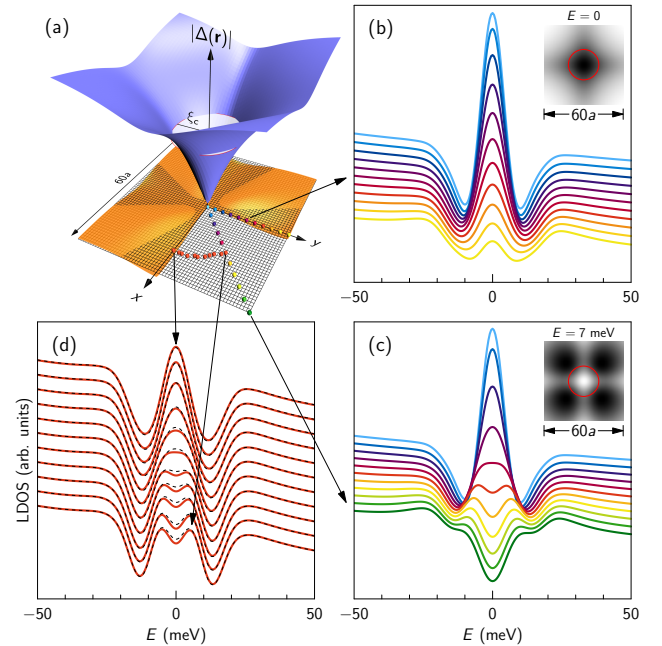 (a)
|Δ(r)|
ξc
60a
x
y
(b)
E = 0
60a
−50
0
50
(d)
LDOS (arb. units)
−50
0
50
E (meV)
(c)
E = 7 meV
60a
−50
0
50
E (meV)